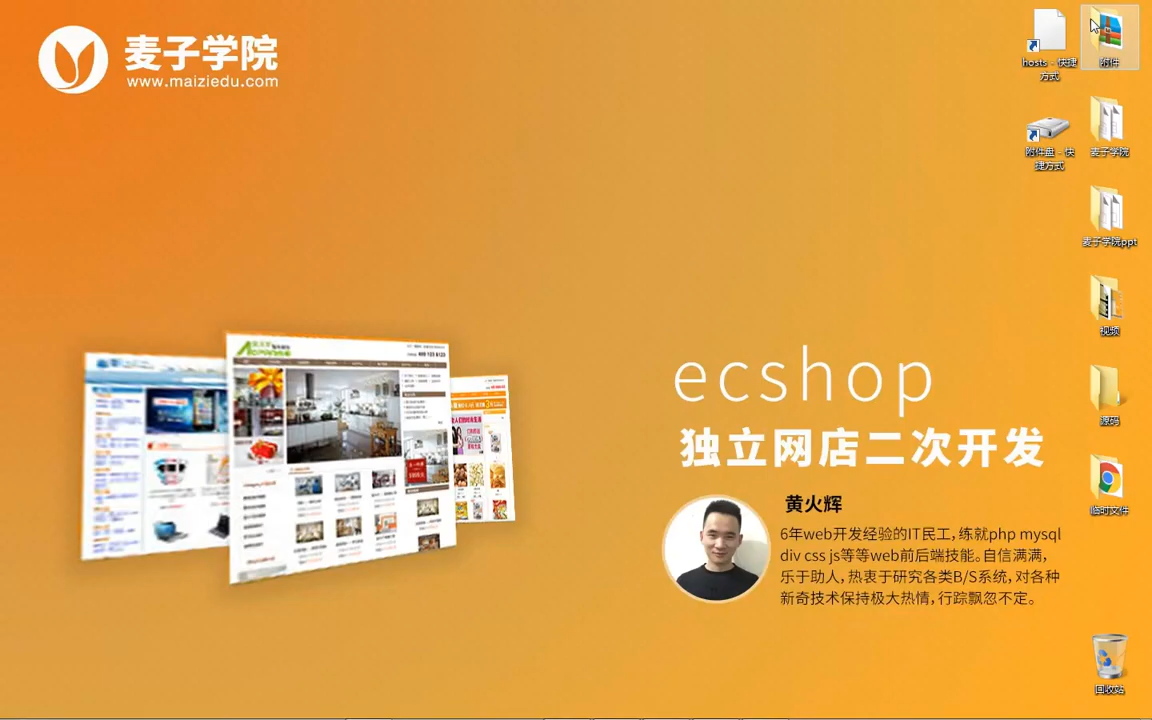 麦子学院
www.maiziedu.com
hosts - 快捷
方式
附件
附件盘 - 快
捷方式
麦子学院
麦子学院ppt
视频
源码
临时文件
回收站
ecshop
独立网店二次开发
黄火辉
6年web开发经验的IT民工，练就php mysql
div css js等等web前后端技能。自信满满，
乐于助人，热衷于研究各类B/S系统，对各种
新奇技术保持极大热情，行踪飘忽不定。